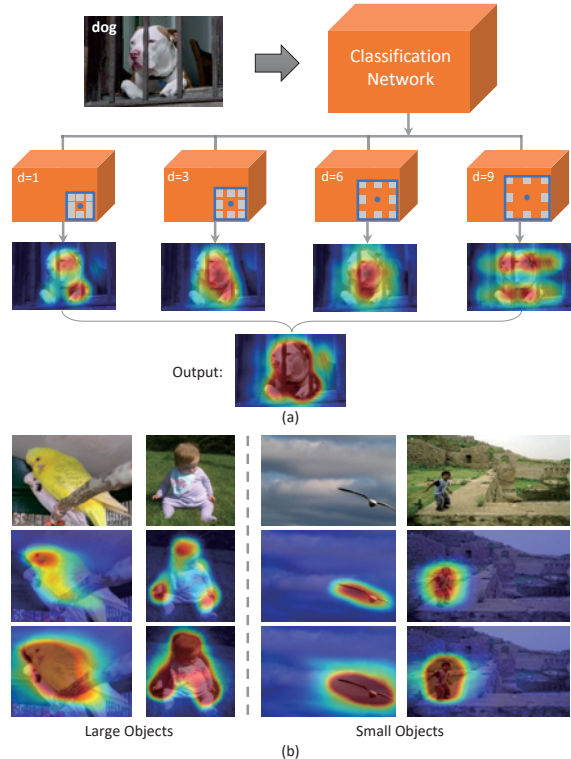 dog
Classification
Network
d=1
d=3
d=6
d=9
Output:
(a)
Large Objects
Small Objects
(b)